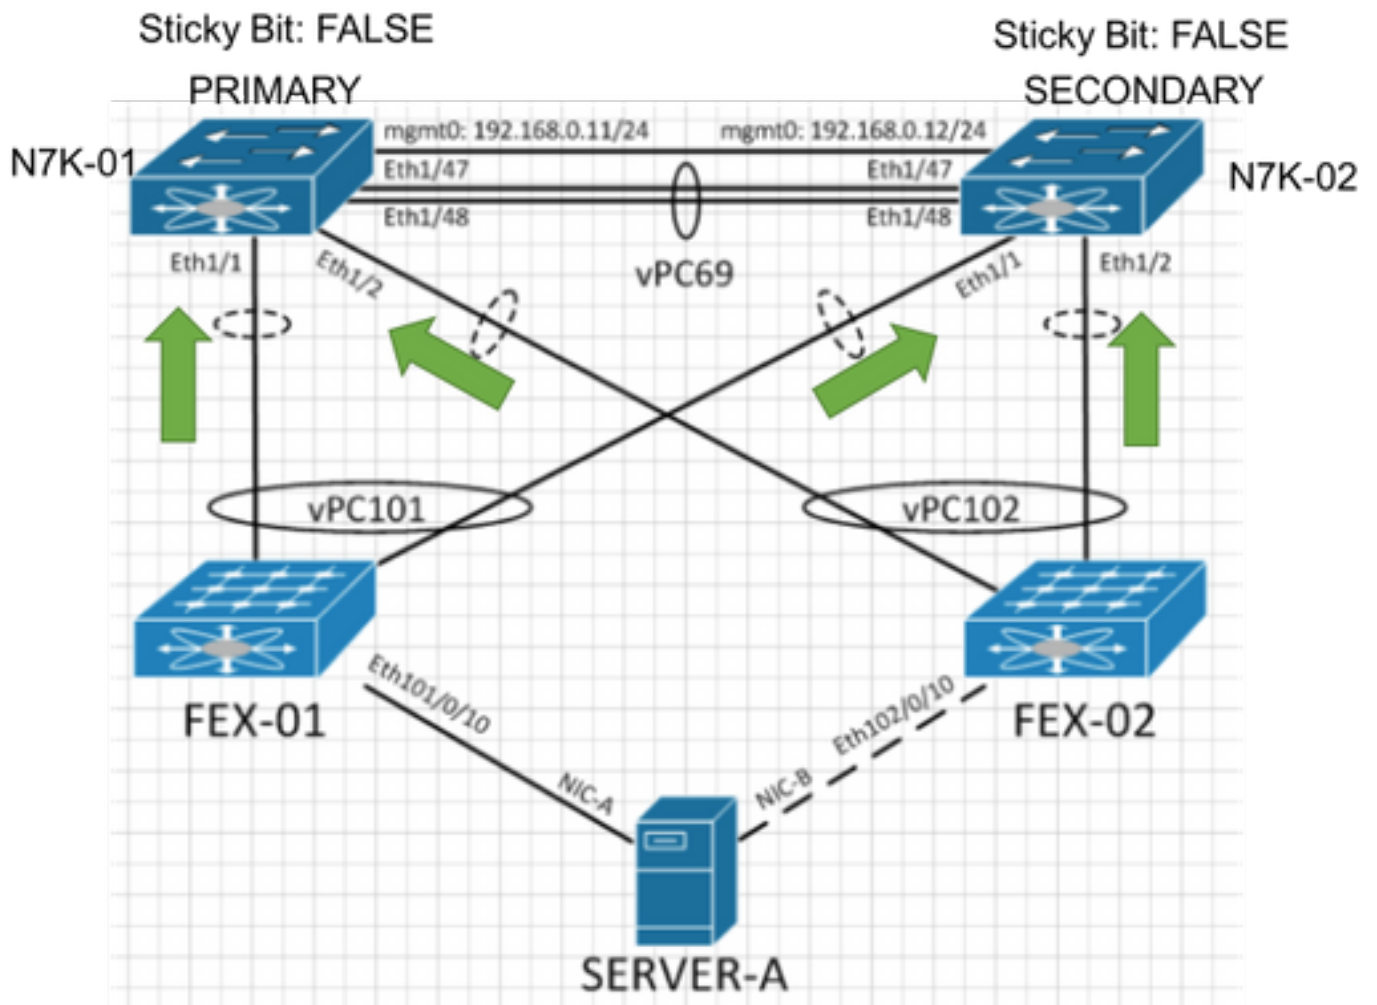 Sticky Bit: FALSE
Sticky Bit: FALSE
PRIMARY
SECONDARY
mgmt0: 192.168.0.11/24
mgmt0: 192.168.0.12/24
N7K-01
Eth1/47
Eth1/47
N7K-02
Eth1/48
Eth1/48
Eth1/1
Eth1/2
vPC69
Eth1/1
Eth1/2
vPC101
vPC102
FEX-01
Eth101/0/10
Eth102/0/10
FEX-02
NIC-A
NIC-B
SERVER-A